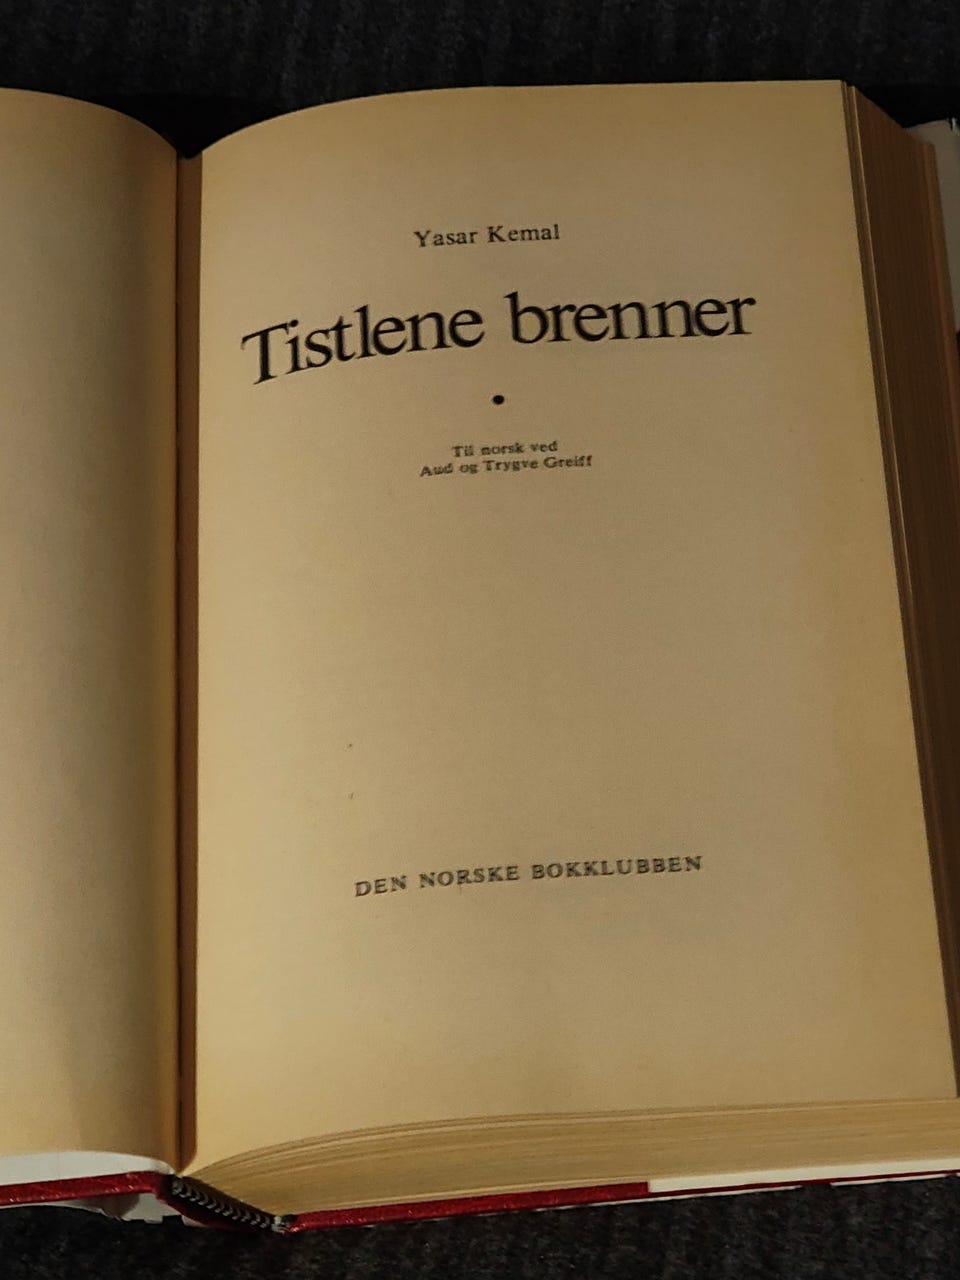 Yasar Kemal
Tistlene brenner
•
Til norsk ved
Aud og Trygve Greiff
DEN NORSKE BOKKLUBBEN